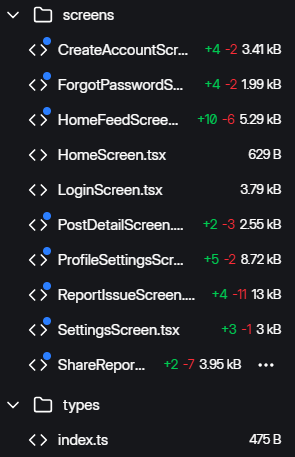 screens
CreateAccountScr... +4 -2 3.41 kB
ForgotPasswordS... +4 -2 1.99 kB
HomeFeedScree... +10 -6 5.29 kB
HomeScreen.tsx 629 B
LoginScreen.tsx 3.79 kB
PostDetailScreen.... +2 -3 2.55 kB
ProfileSettingsScr... +5 -2 8.72 kB
ReportIssueScreen.... +4 -11 13 kB
SettingsScreen.tsx +3 -1 3 kB
ShareRepor... +2 -7 3.95 kB
types
index.ts 475 B